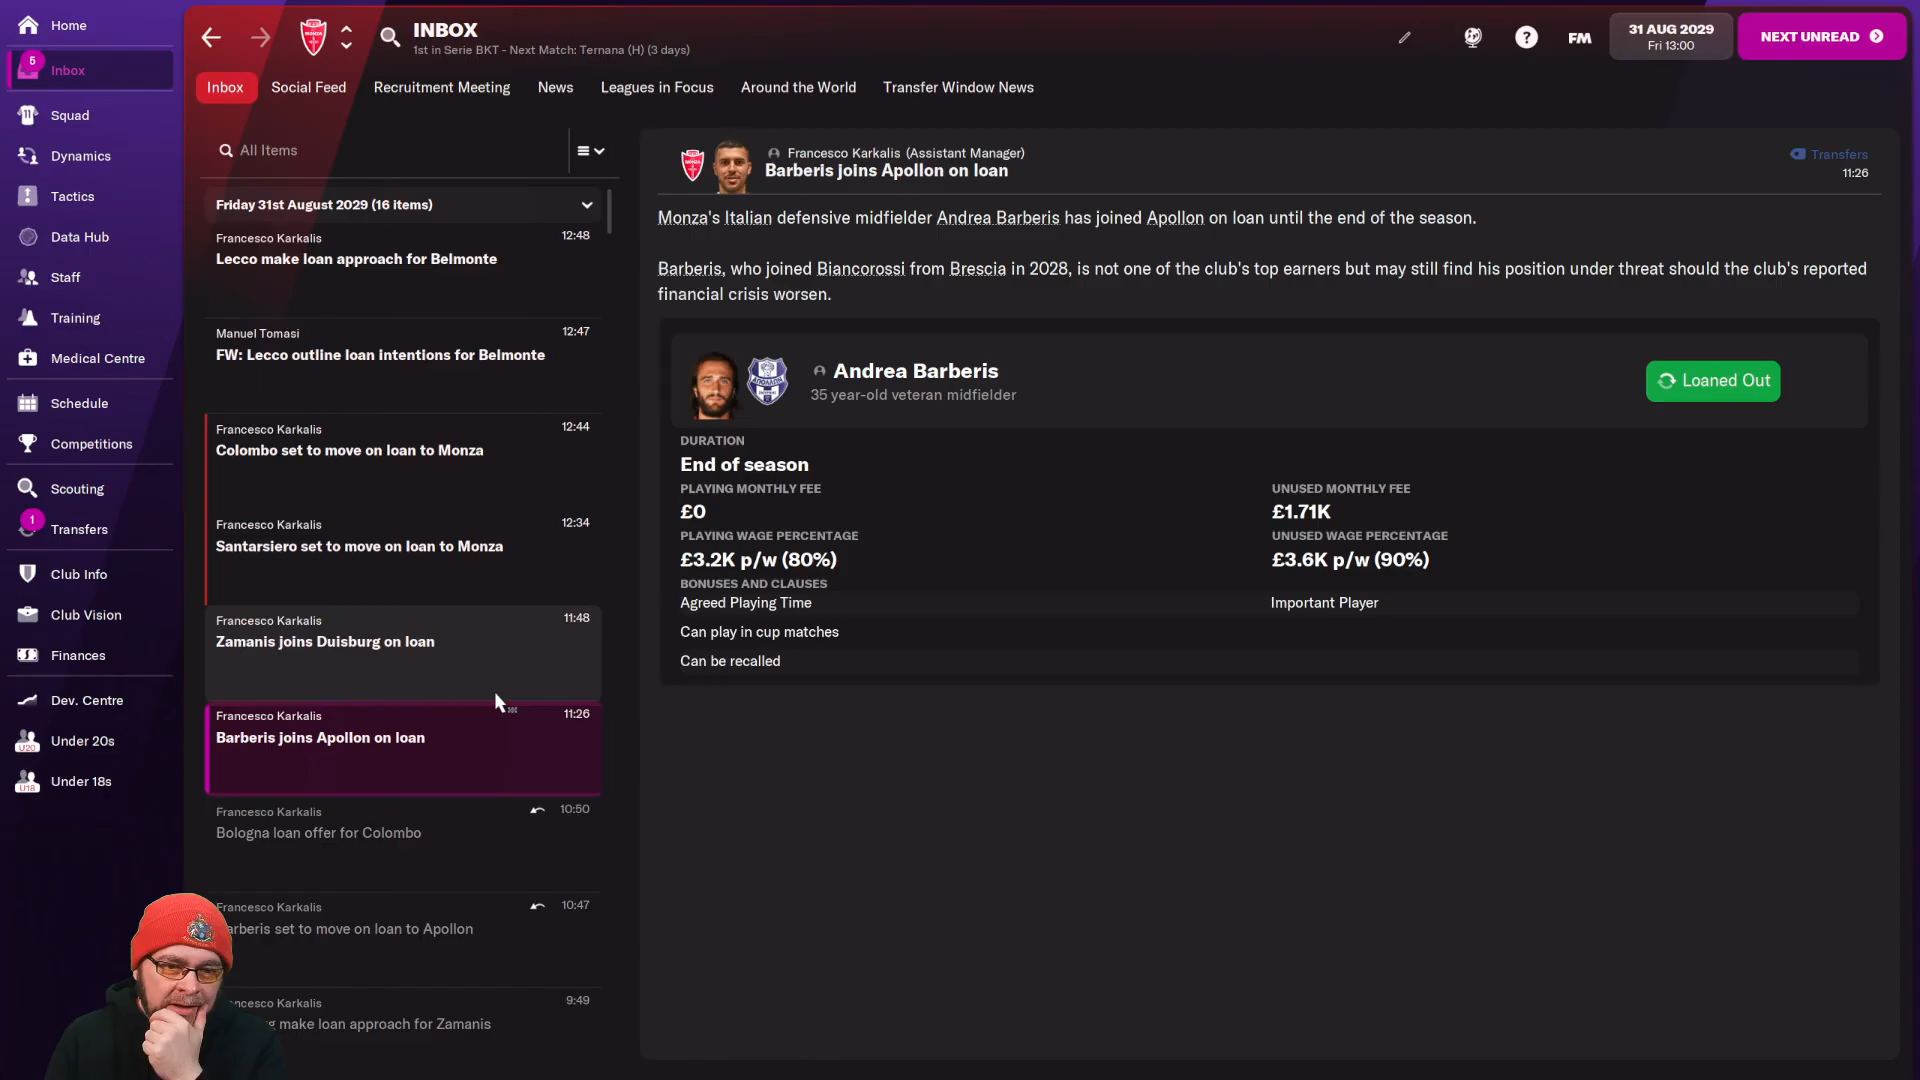 Home
5
Inbox
Squad
Dynamics
Tactics
Data Hub
Staff
Training
Medical Centre
Schedule
Competitions
Scouting
1
Transfers
Club Info
Club Vision
Finances
Dev. Centre
U20
Under 20s
U18
Under 18s
INBOX
1st in Serie BKT - Next Match: Ternana (H) (3 days)
?
FM
31 AUG 2029
Fri 13:00
NEXT UNREAD
Inbox Social Feed Recruitment Meeting News Leagues in Focus Around the World Transfer Window News
All Items
Friday 31st August 2029 (16 items)
Francesco Karkalis 12:48
Lecco make loan approach for Belmonte
Manuel Tomasi 12:47
FW: Lecco outline loan intentions for Belmonte
Francesco Karkalis 12:44
Colombo set to move on loan to Monza
Francesco Karkalis 12:34
Santarsiero set to move on loan to Monza
Francesco Karkalis 11:48
Zamanis joins Duisburg on loan
Francesco Karkalis 11:26
Barberis joins Apollon on loan
Francesco Karkalis 10:50
Bologna loan offer for Colombo
Francesco Karkalis 10:47
arberis set to move on loan to Apollon
ncesco Karkalis 9:49
g make loan approach for Zamanis
Francesco Karkalis (Assistant Manager)
Barberis joins Apollon on loan
Transfers
11:26
Monza's Italian defensive midfielder Andrea Barberis has joined Apollon on loan until the end of the season.
Barberis, who joined Biancorossi from Brescia in 2028, is not one of the club's top earners but may still find his position under threat should the club's reported
financial crisis worsen.
Andrea Barberis
35 year-old veteran midfielder
Loaned Out
DURATION
End of season
PLAYING MONTHLY FEE UNUSED MONTHLY FEE
£0 £1.71K
PLAYING WAGE PERCENTAGE UNUSED WAGE PERCENTAGE
£3.2K p/w (80%) £3.6K p/w (90%)
BONUSES AND CLAUSES
Agreed Playing Time Important Player
Can play in cup matches
Can be recalled